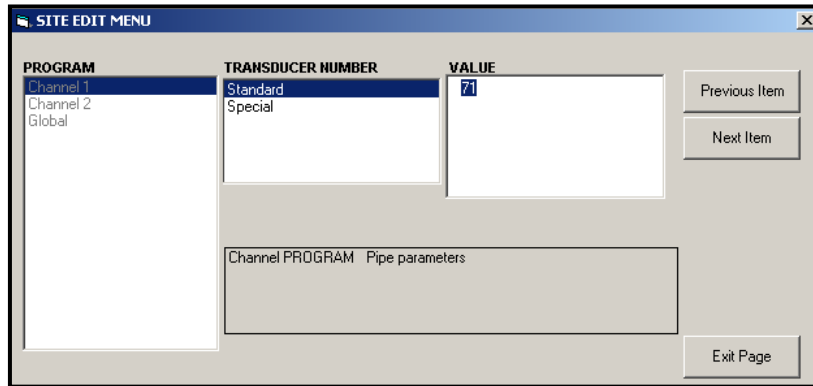 SITE EDIT MENU
PROGRAM
Channel 1
Channel 2
Global
TRANSDUCER NUMBER
Standard
Special
VALUE
71
Previous Item
Next Item
Channel PROGRAM Pipe parameters
Exit Page